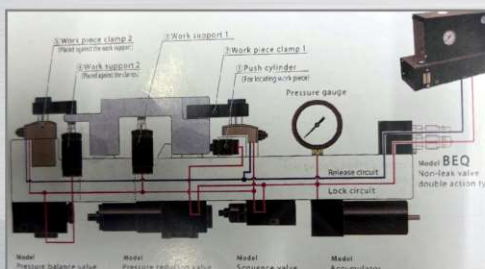 ⑤Work piece clamp 2
(Placed against the work support)
③Work support 1
②Work piece clamp 1
④Work support 2
(Placed against the clamp)
①Push cylinder
(For locating work piece)
Pressure gauge
Release circuit
Lock circuit
Model BEQ
Non-leak valve
double action ty
Model
Pressure balance valve
Model
Pressure reduction valve
Model
Sequence valve
Model
Accumulator